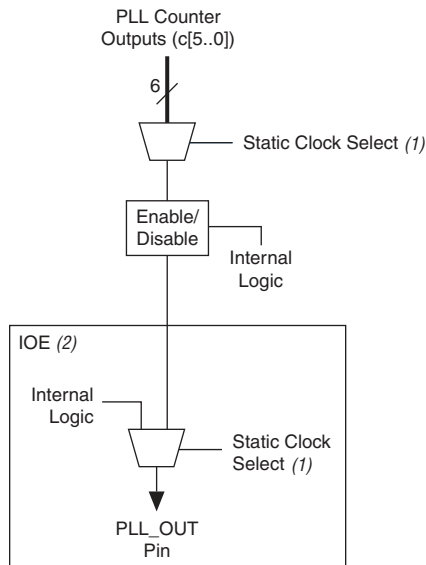 PLL Counter
Outputs (c[5..0])
6
Static Clock Select (1)
Enable/
Disable
Internal
Logic
IOE (2)
Internal
Logic
Static Clock
Select (1)
PLL_OUT
Pin